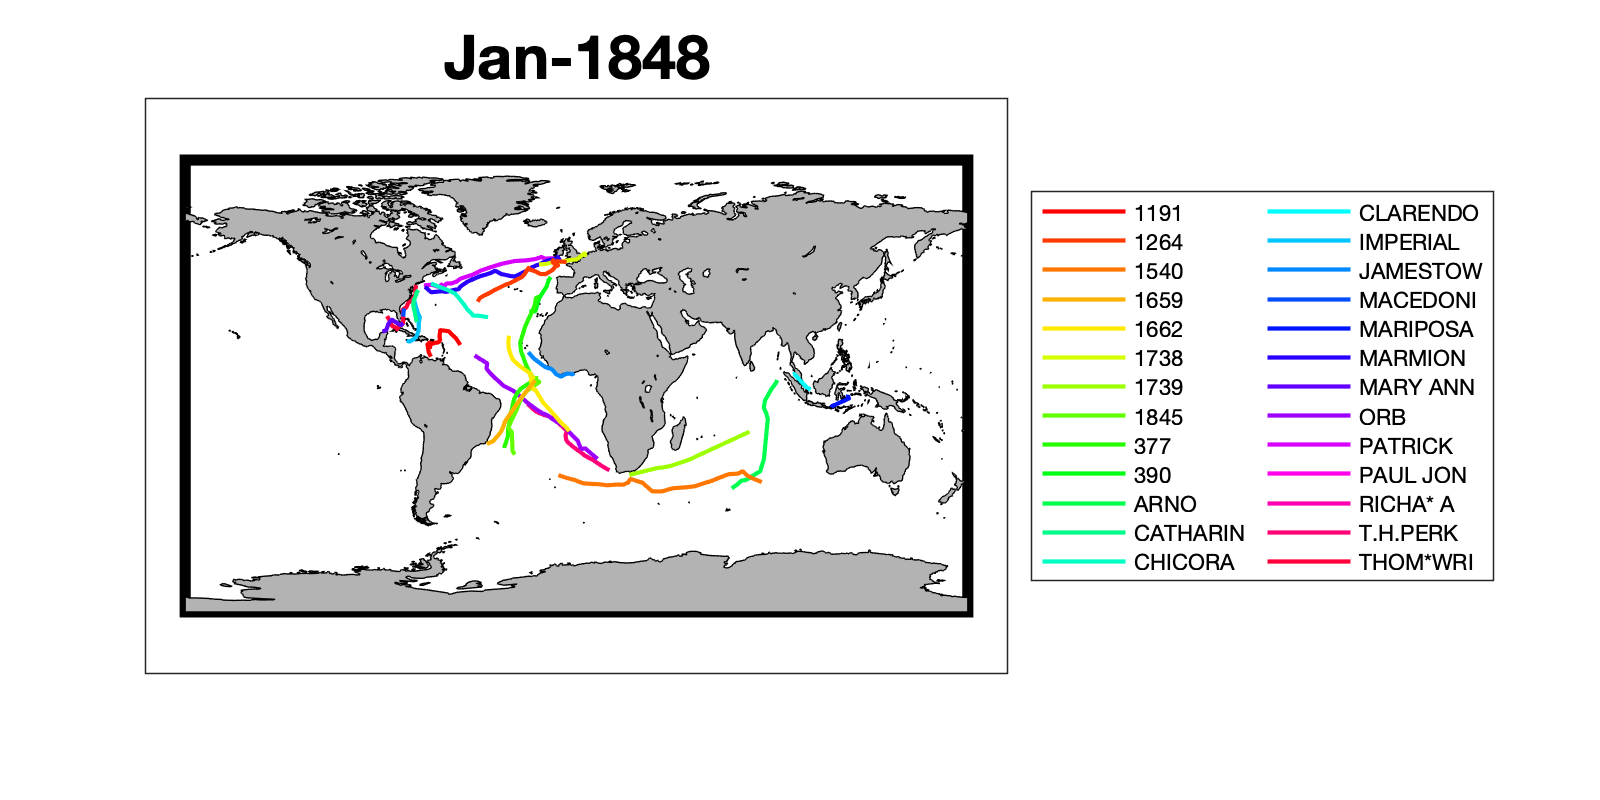 Jan-1848
1191
1264
1540
1659
1662
1738
1739
1845
377
390
ARNO
CATHARIN
CHICORA
CLARENDO
IMPERIAL
JAMESTOW
MACEDONI
MARIPOSA
MARMION
MARY ANN
ORB
PATRICK
PAUL JON
RICHA* A
T.H.PERK
THOM*WRI